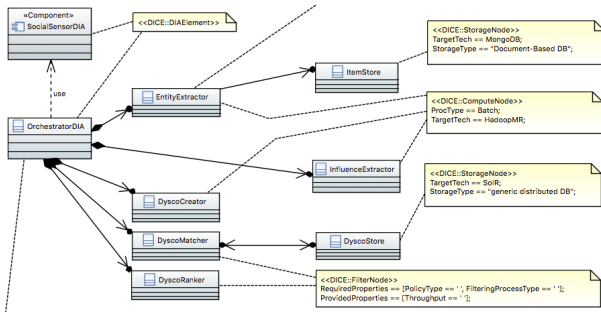 «Component»
SocialSensorDIA
<<DICE::DIAElement>>
<<DICE::StorageNode>>
TargetTech == MongoDB;
StorageType == "Document-Based DB";
ItemStore
use
EntityExtractor
<<DICE::ComputeNode>>
ProcType == Batch;
TargetTech == HadoopMR;
OrchestratorDIA
InfluenceExtractor
<<DICE::StorageNode>>
TargetTech == SolR;
StorageType == "generic distributed DB";
DyscoCreator
DyscoMatcher
DyscoStore
DyscoRanker
<<DICE::FilterNode>>
RequiredProperties == [PolicyType == ' ', FilteringProcessType == ' '];
ProvidedProperties == [Throughput == ' '];